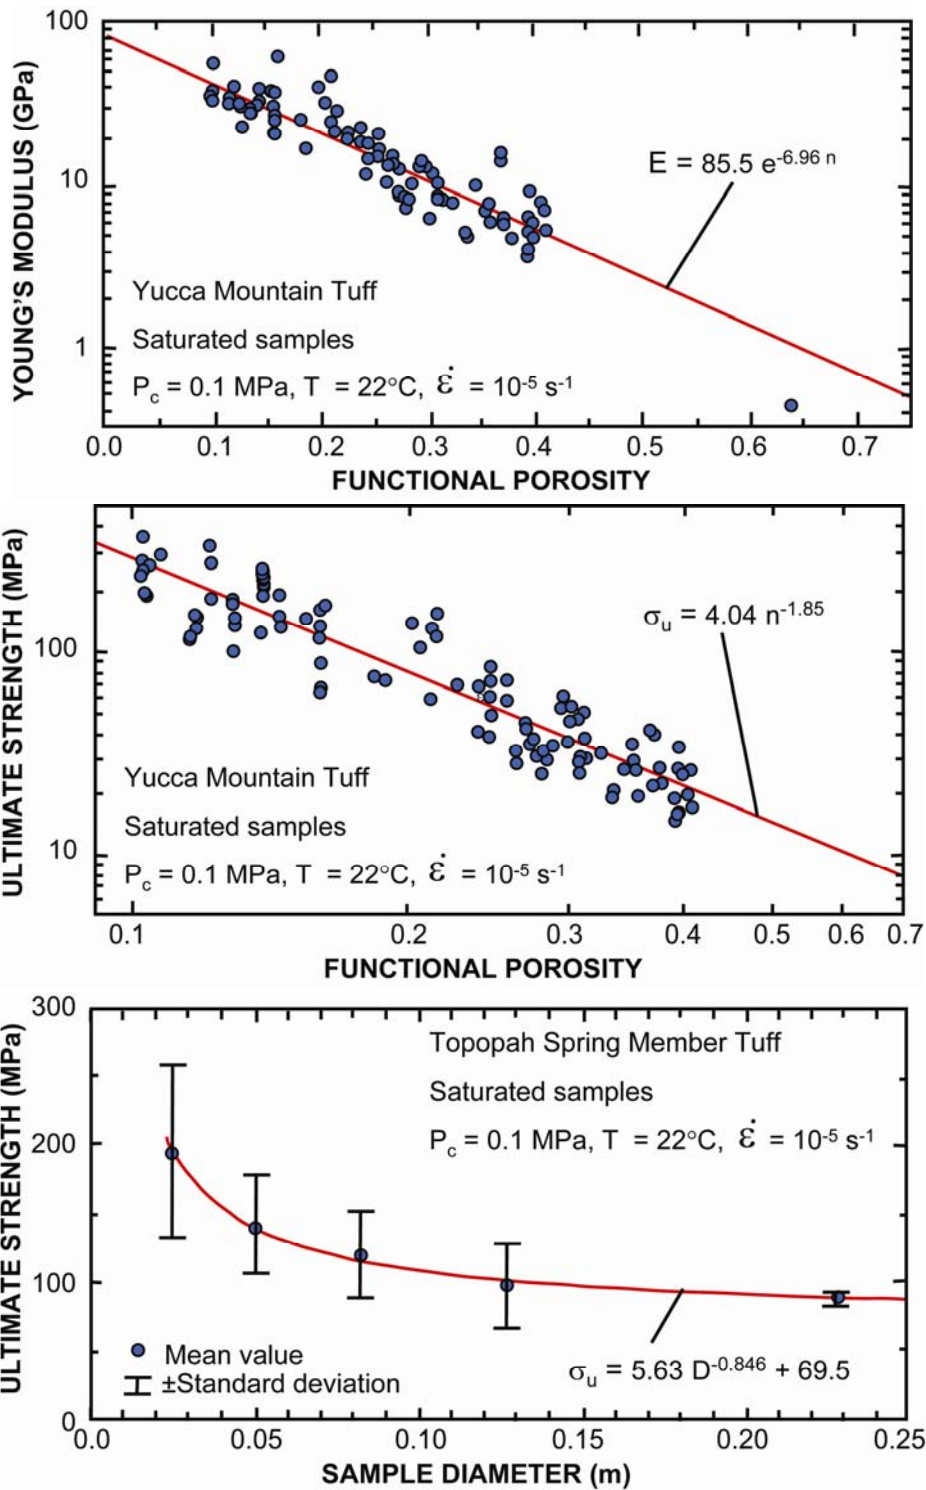 YOUNG'S MODULUS (GPa)
100
10
1
E = 85.5 e-6.96 n
Yucca Mountain Tuff
Saturated samples
Pc = 0.1 MPa, T = 22°C, ε̇ = 10-5 s-1
0.0 0.1 0.2 0.3 0.4 0.5 0.6 0.7
FUNCTIONAL POROSITY
ULTIMATE STRENGTH (MPa)
100
10
σu = 4.04 n-1.85
Yucca Mountain Tuff
Saturated samples
Pc = 0.1 MPa, T = 22°C, ε̇ = 10-5 s-1
0.1 0.2 0.3 0.4 0.5 0.6 0.7
FUNCTIONAL POROSITY
ULTIMATE STRENGTH (MPa)
300
200
100
0
Topopah Spring Member Tuff
Saturated samples
Pc = 0.1 MPa, T = 22°C, ε̇ = 10-5 s-1
Mean value
±Standard deviation
σu = 5.63 D-0.846 + 69.5
0.0 0.05 0.10 0.15 0.20 0.25
SAMPLE DIAMETER (m)